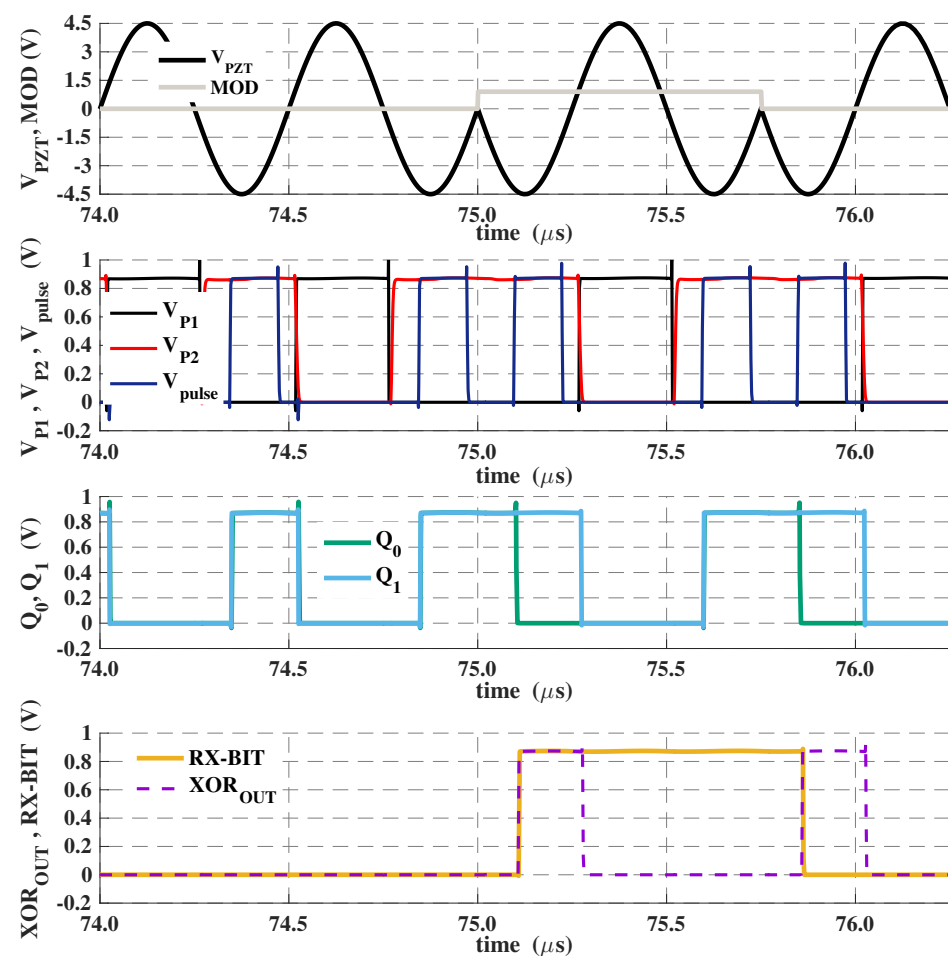 V_PZT, MOD (V)
4.5
3
1.5
0
-1.5
-3
-4.5
V_PZT
MOD
74.0 74.5 75.0 75.5 76.0
time (μs)
V_P1, V_P2, V_pulse (V)
1
0.8
0.6
0.4
0.2
0
-0.2
V_P1
V_P2
V_pulse
74.0 74.5 75.0 75.5 76.0
time (μs)
Q_0, Q_1 (V)
1
0.8
0.6
0.4
0.2
0
-0.2
Q_0
Q_1
74.0 74.5 75.0 75.5 76.0
time (μs)
XOR_OUT, RX-BIT (V)
1
0.8
0.6
0.4
0.2
0
-0.2
RX-BIT
XOR_OUT
74.0 74.5 75.0 75.5 76.0
time (μs)